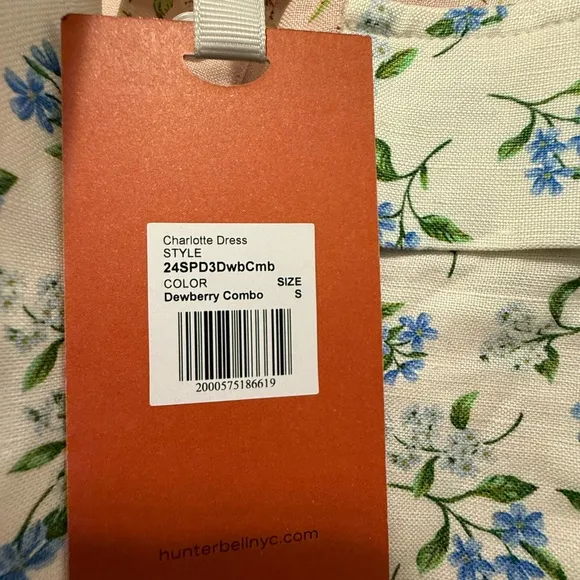 Charlotte Dress
STYLE
24SPD3DwbCmb
COLOR SIZE
Dewberry Combo S
2000575186619
hunterbellnyc.com